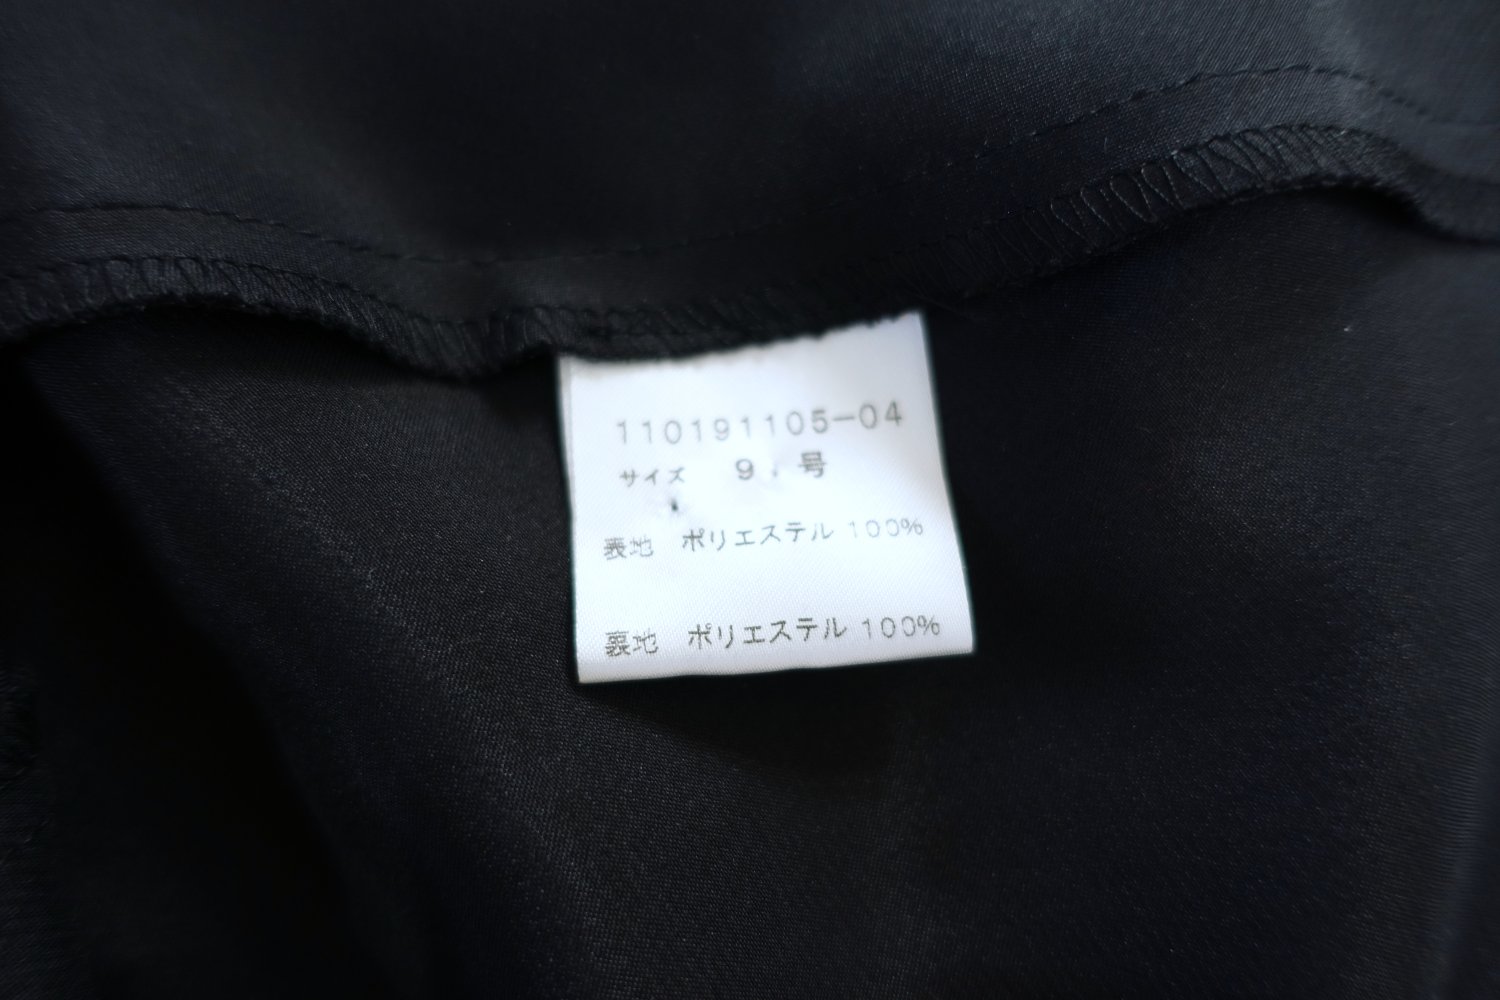 110191105-04
サイズ 9号
表地 ポリエステル 100%
裏地 ポリエステル 100%